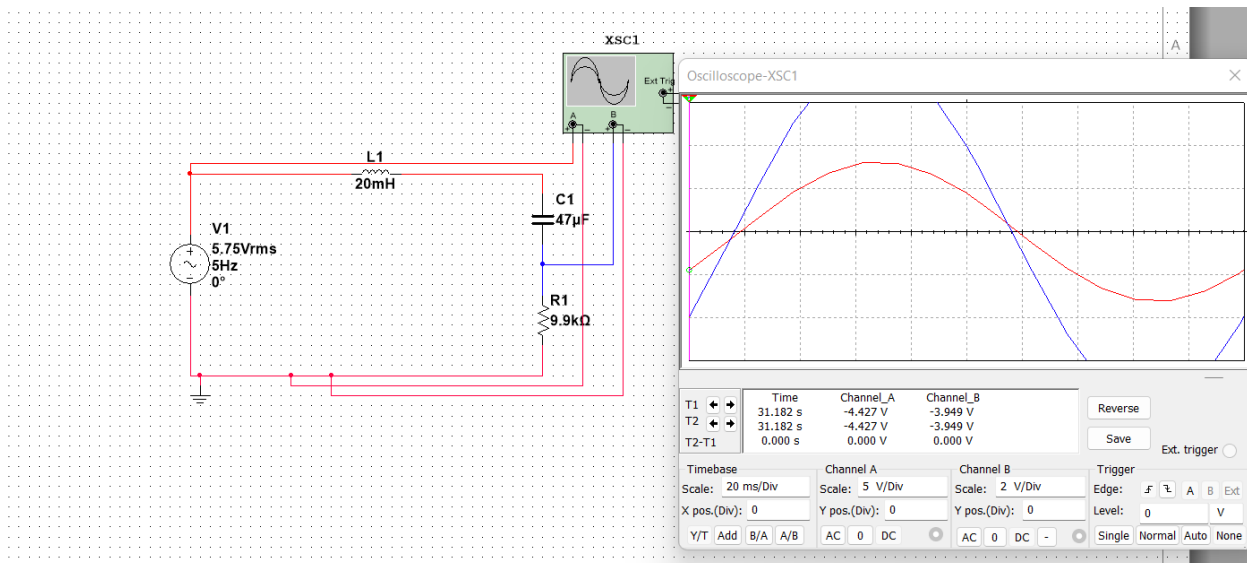 XSC1
A
Ext Trig
+
−
A
B
+
−
+
−
L1
20mH
C1
47µF
V1
5.75Vrms
5Hz
0°
+
−
R1
9.9kΩ
Oscilloscope-XSC1
Time Channel_A Channel_B
T1 31.182 s -4.427 V -3.949 V
T2 31.182 s -4.427 V -3.949 V
T2-T1 0.000 s 0.000 V 0.000 V
Reverse
Save
Ext. trigger
Timebase Channel A Channel B Trigger
Scale: 20 ms/Div Scale: 5 V/Div Scale: 2 V/Div Edge: A B Ext
X pos.(Div): 0 Y pos.(Div): 0 Y pos.(Div): 0 Level: 0 V
Y/T Add B/A A/B AC 0 DC AC 0 DC - Single Normal Auto None